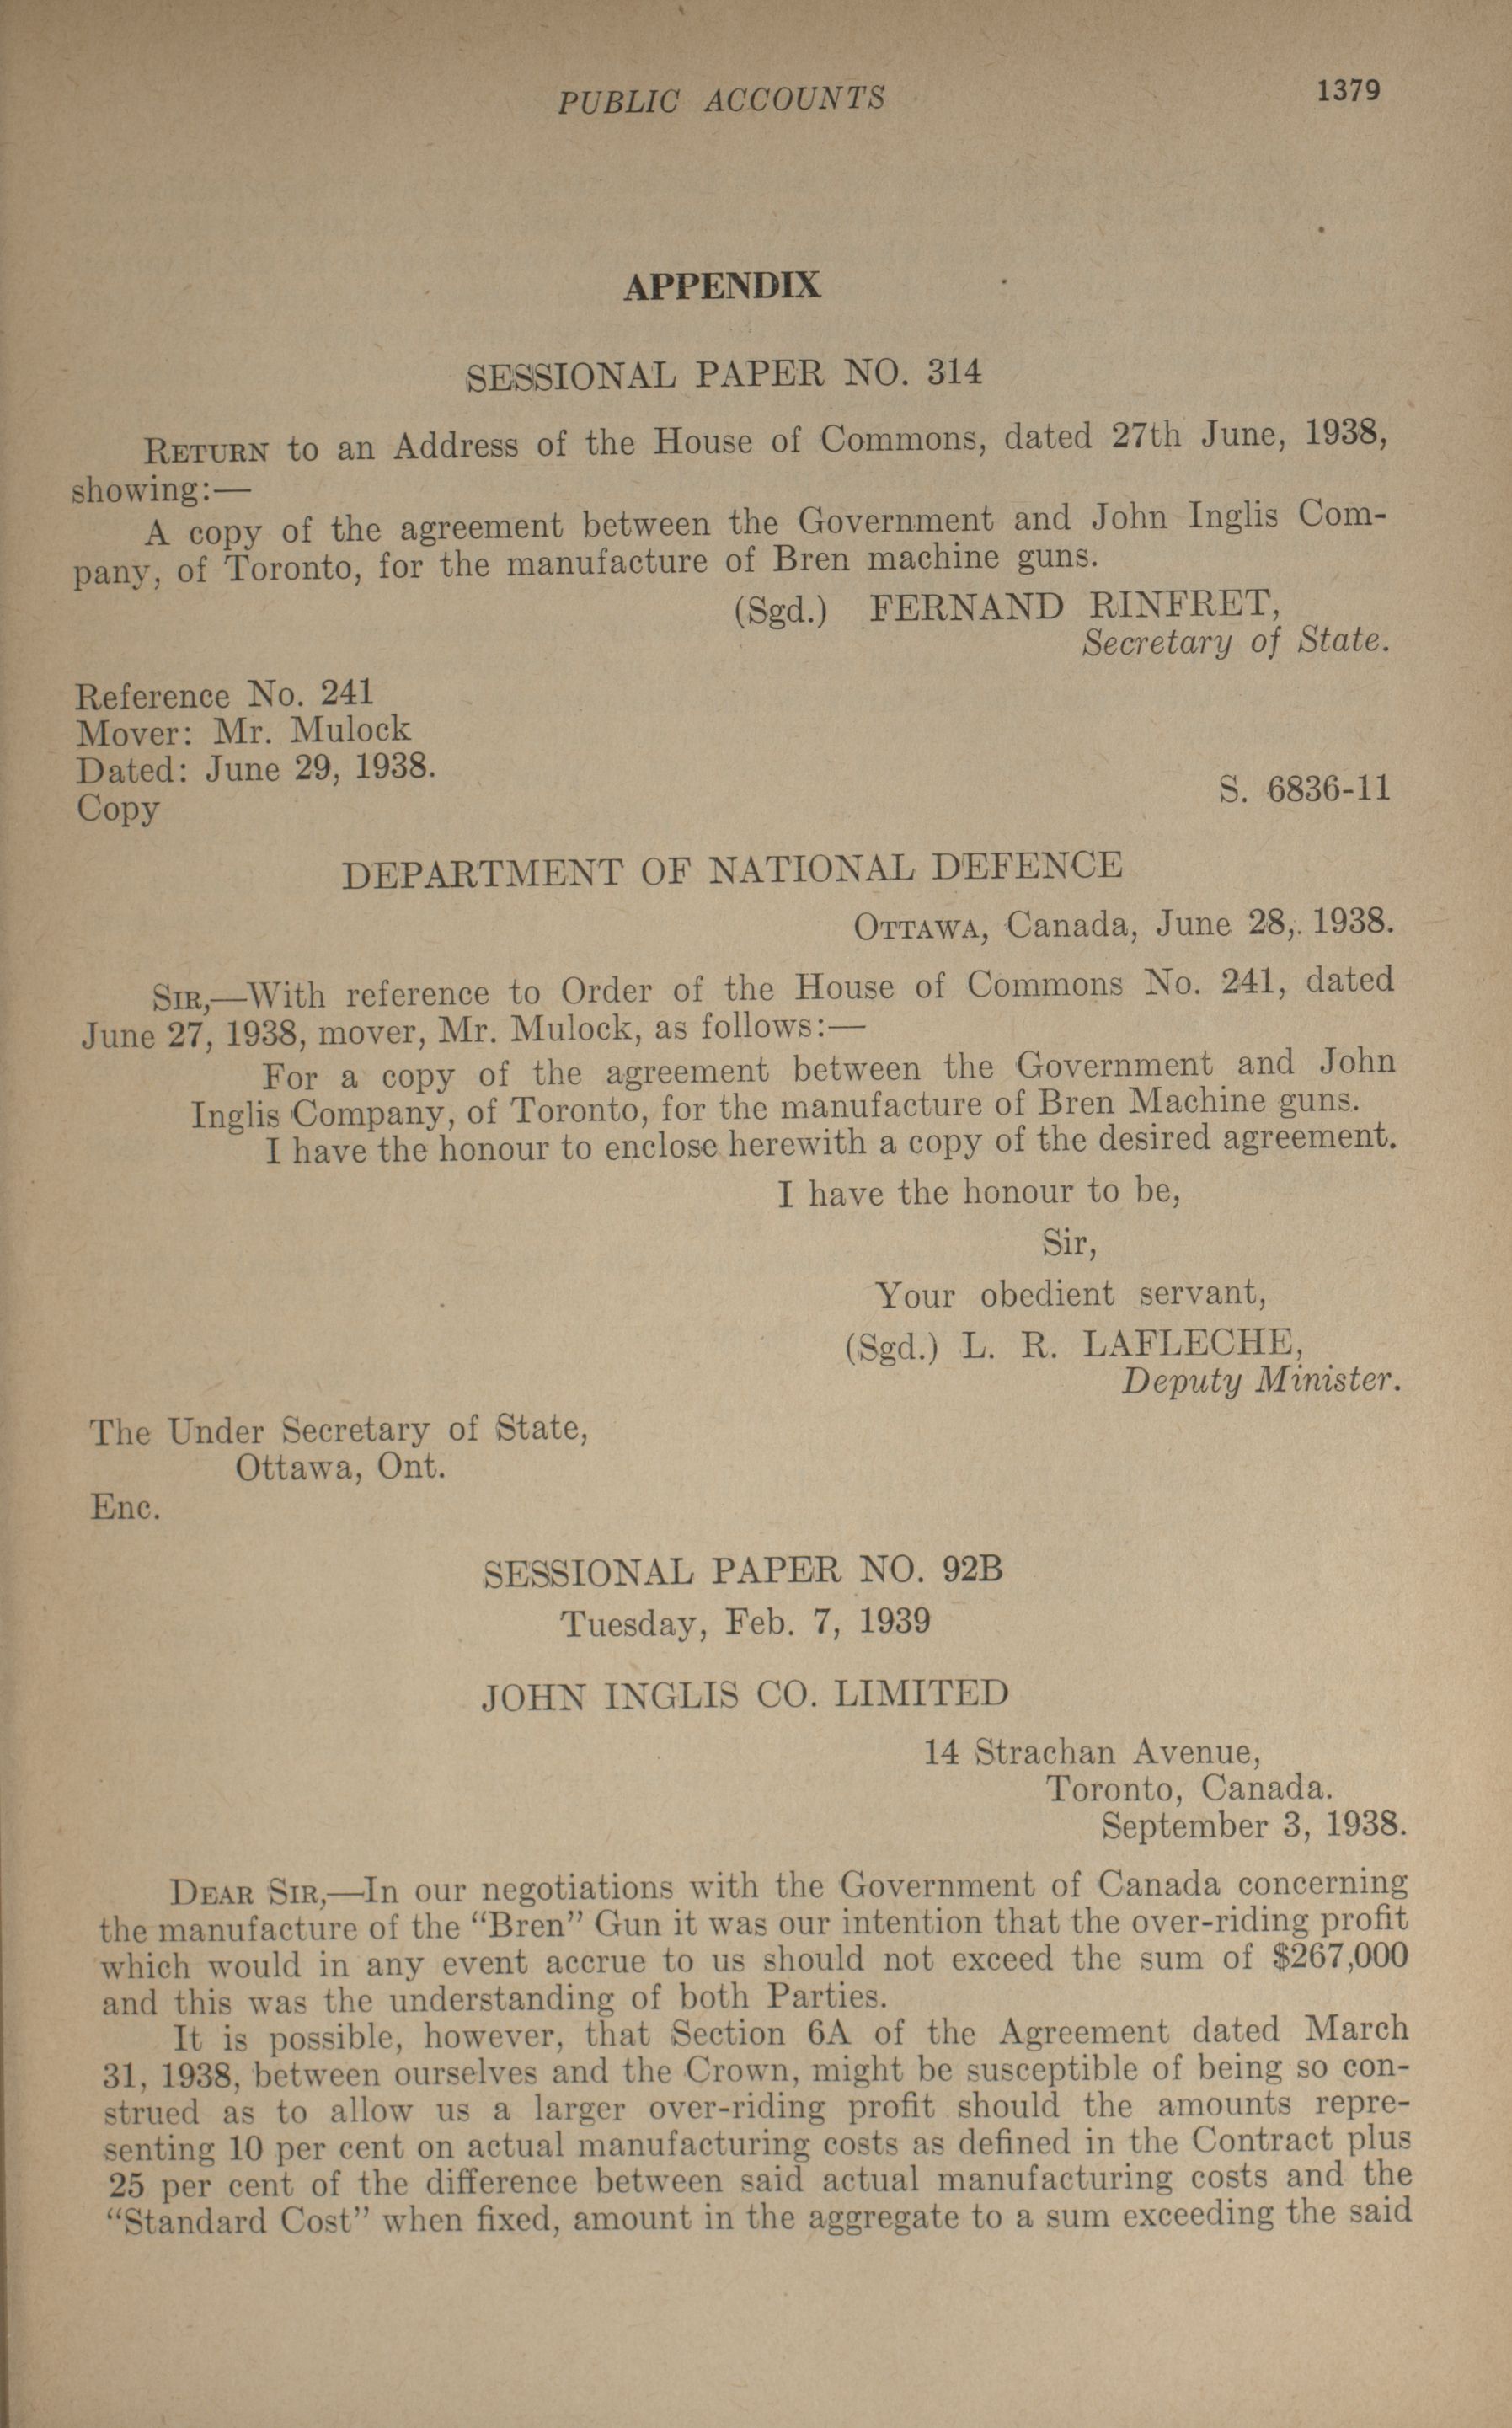 PUBLIC ACCOUNTS 1379
APPENDIX
SESSIONAL PAPER NO. 314
RETURN to an Address of the House of Commons, dated 27th June, 1938,
showing:—
A copy of the agreement between the Government and John Inglis Com-
pany, of Toronto, for the manufacture of Bren machine guns.
(Sgd.) FERNAND RINFRET,
Secretary of State.
Reference No. 241
Mover: Mr. Mulock
Dated: June 29, 1938.
Copy
S. 6836-11
DEPARTMENT OF NATIONAL DEFENCE
OTTAWA, Canada, June 28,. 1938.
SIR,—With reference to Order of the House of Commons No. 241, dated
June 27, 1938, mover, Mr. Mulock, as follows:—
For a copy of the agreement between the Government and John
Inglis Company, of Toronto, for the manufacture of Bren Machine guns.
I have the honour to enclose herewith a copy of the desired agreement.
I have the honour to be,
Sir,
Your obedient servant,
(Sgd.) L. R. LAFLECHE,
Deputy Minister.
The Under Secretary of State,
Ottawa, Ont.
Enc.
SESSIONAL PAPER NO. 92B
Tuesday, Feb. 7, 1939
JOHN INGLIS CO. LIMITED
14 Strachan Avenue,
Toronto, Canada.
September 3, 1938.
DEAR SIR,—In our negotiations with the Government of Canada concerning
the manufacture of the "Bren" Gun it was our intention that the over-riding profit
which would in any event accrue to us should not exceed the sum of $267,000
and this was the understanding of both Parties.
It is possible, however, that Section 6A of the Agreement dated March
31, 1938, between ourselves and the Crown, might be susceptible of being so con-
strued as to allow us a larger over-riding profit should the amounts repre-
senting 10 per cent on actual manufacturing costs as defined in the Contract plus
25 per cent of the difference between said actual manufacturing costs and the
"Standard Cost" when fixed, amount in the aggregate to a sum exceeding the said